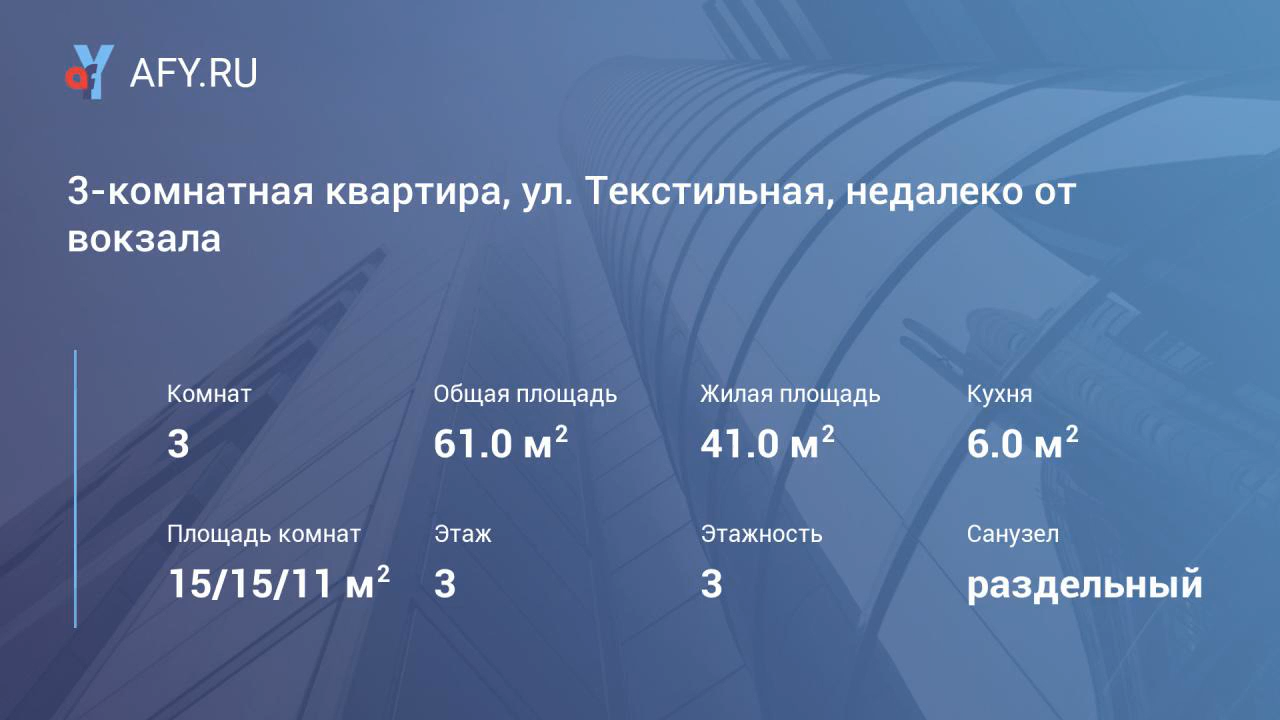 aYf AFY.RU
3-комнатная квартира, ул. Текстильная, недалеко от
вокзала
Комнат
3
Общая площадь
61.0 м²
Жилая площадь
41.0 м²
Кухня
6.0 м²
Площадь комнат
15/15/11 м²
Этаж
3
Этажность
3
Санузел
раздельный